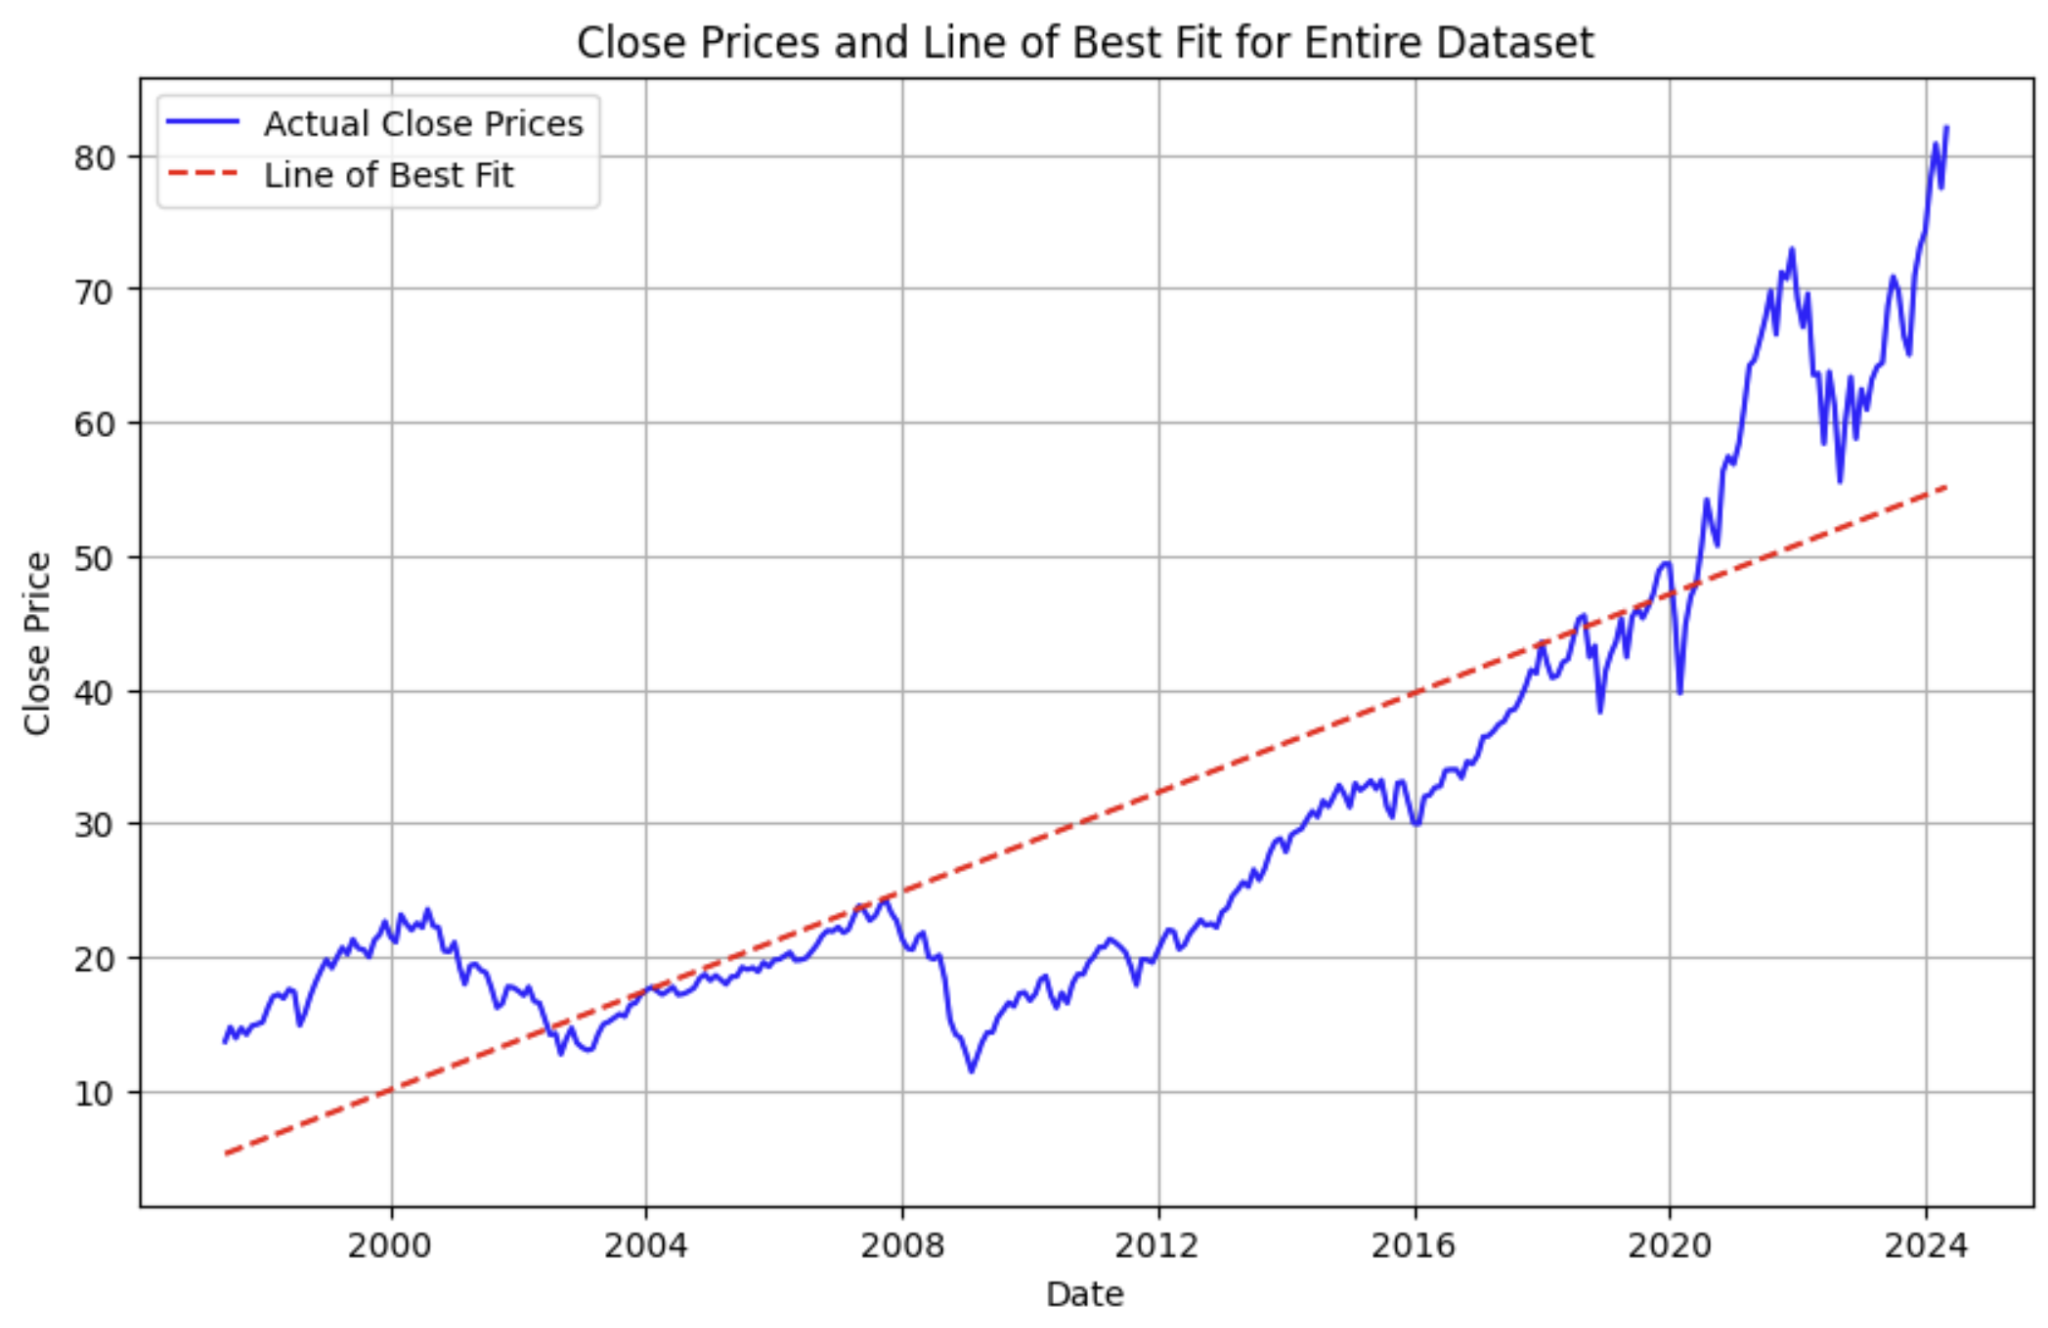 Close Prices and Line of Best Fit for Entire Dataset
Actual Close Prices
Line of Best Fit
Close Price
80
70
60
50
40
30
20
10
2000 2004 2008 2012 2016 2020 2024
Date